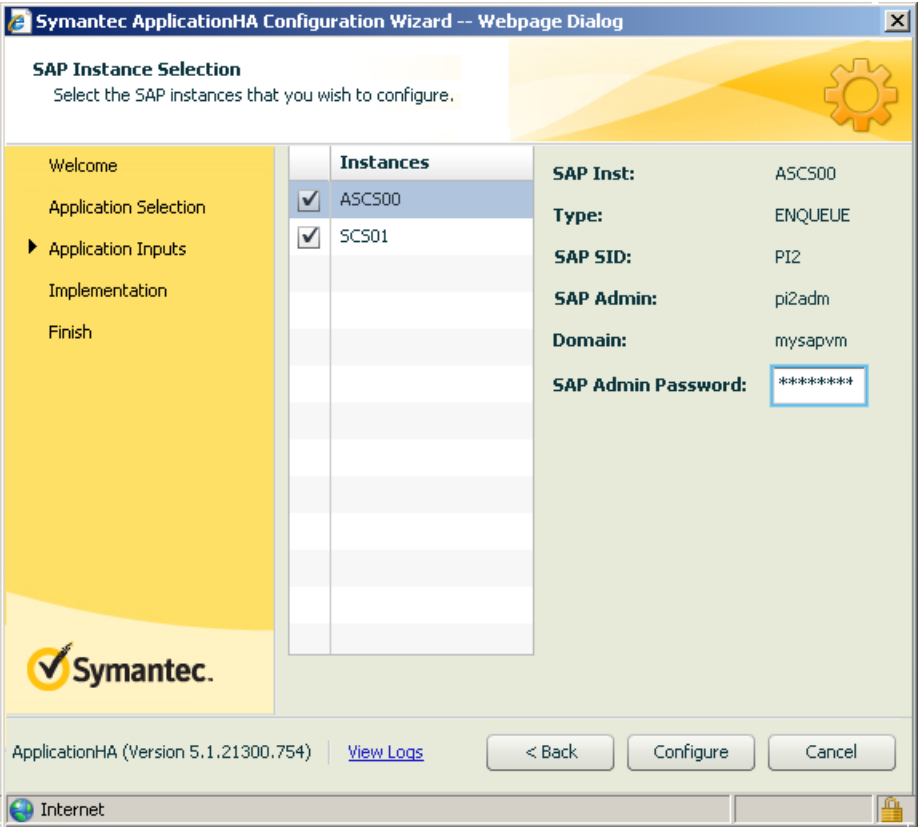 Symantec ApplicationHA Configuration Wizard -- Webpage Dialog
SAP Instance Selection
Select the SAP instances that you wish to configure.
Welcome
Application Selection
Application Inputs
Implementation
Finish
Instances
ASCS00
SCS01
SAP Inst: ASCS00
Type: ENQUEUE
SAP SID: PI2
SAP Admin: pi2adm
Domain: mysapvm
SAP Admin Password: ********
Symantec.
ApplicationHA (Version 5.1.21300.754) View Logs < Back Configure Cancel
Internet